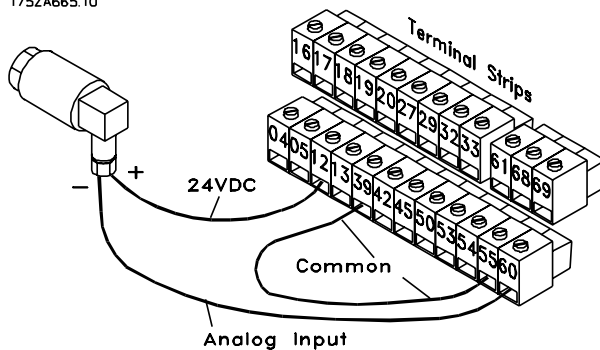 175ZA665.10
Terminal Strips
16 17 18 19 20 27 29 32 33
61 68 69
04 05 12 13 39 42 45 50 53 54 55 60
- +
24VDC
Common
Analog Input